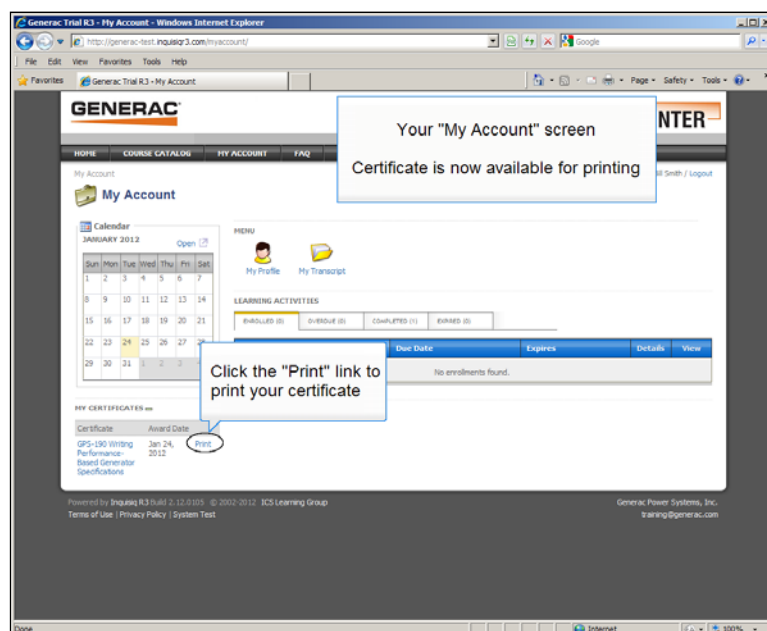 Generac Trial R3 - My Account - Windows Internet Explorer
http://generac-test.inquisiqr3.com/myaccount/
Google
File Edit View Favorites Tools Help
Favorites
Generac Trial R3 - My Account
Page Safety Tools
GENERAC
NTER
Your "My Account" screen
Certificate is now available for printing
HOME COURSE CATALOG MY ACCOUNT FAQ
My Account
Smith / Logout
My Account
Calendar
JANUARY 2012
Open
Sun Mon Tue Wed Thu Fri Sat
1 2 3 4 5 6 7
8 9 10 11 12 13 14
15 16 17 18 19 20 21
22 23 24 25 26 27 28
29 30 31 1 2 3
MENU
My Profile My Transcript
LEARNING ACTIVITIES
ENROLLED (0) OVERDUE (0) COMPLETED (1) EXPIRED (0)
Due Date Expires Details View
No enrollments found.
Click the "Print" link to
print your certificate
MY CERTIFICATES
Certificate Award Date
GPS-190 Writing Performance-Based Generator Specifications
Jan 24, 2012
Print
Powered by Inquisiq R3 Build 2.12.0105 © 2002-2012 ICS Learning Group
Generac Power Systems, Inc.
Terms of Use | Privacy Policy | System Test
training@generac.com
Done
Internet
100%